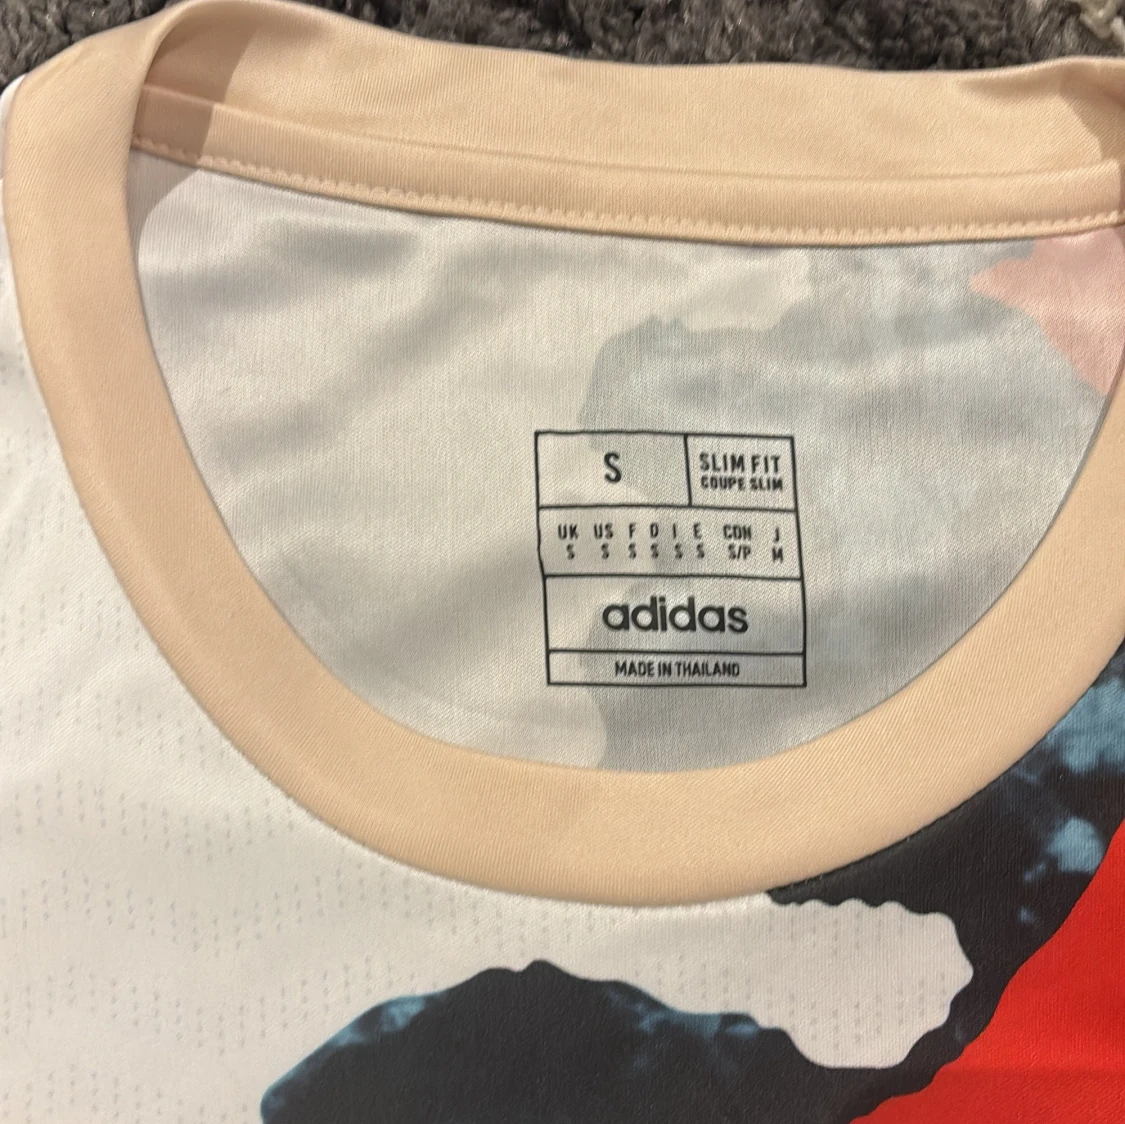 S
SLIM FIT
COUPE SLIM
UK US F D I E CDN J
S S S S S S S/P M
adidas
MADE IN THAILAND